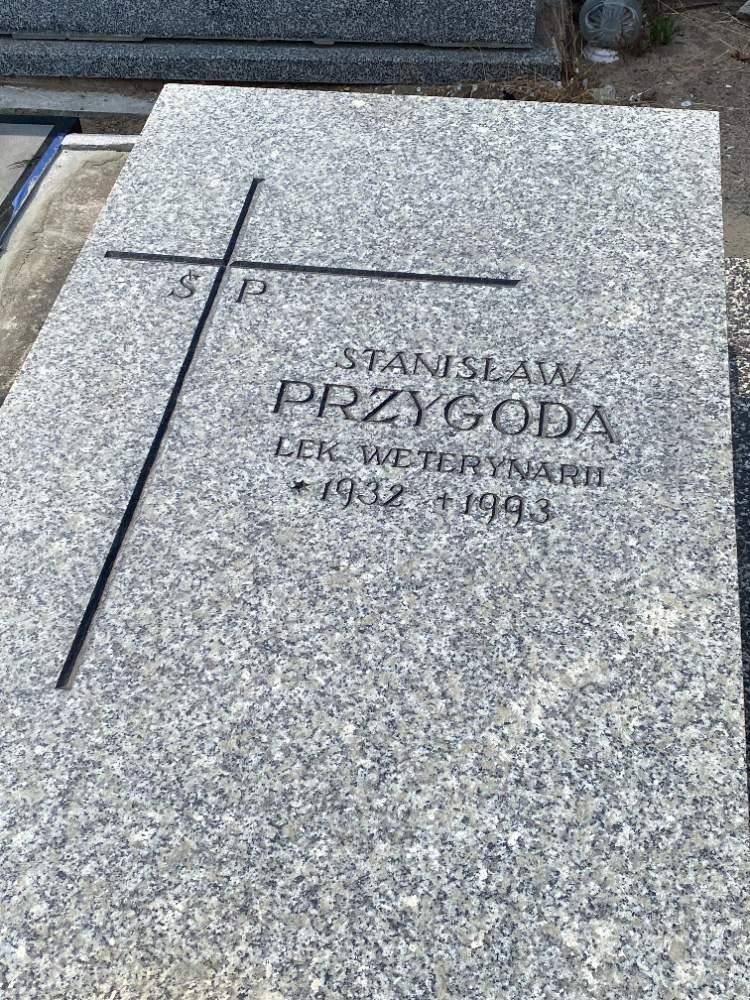 Ś P
STANISŁAW
PRZYGODA
LEK. WETERYNARII
★ 1932 + 1993